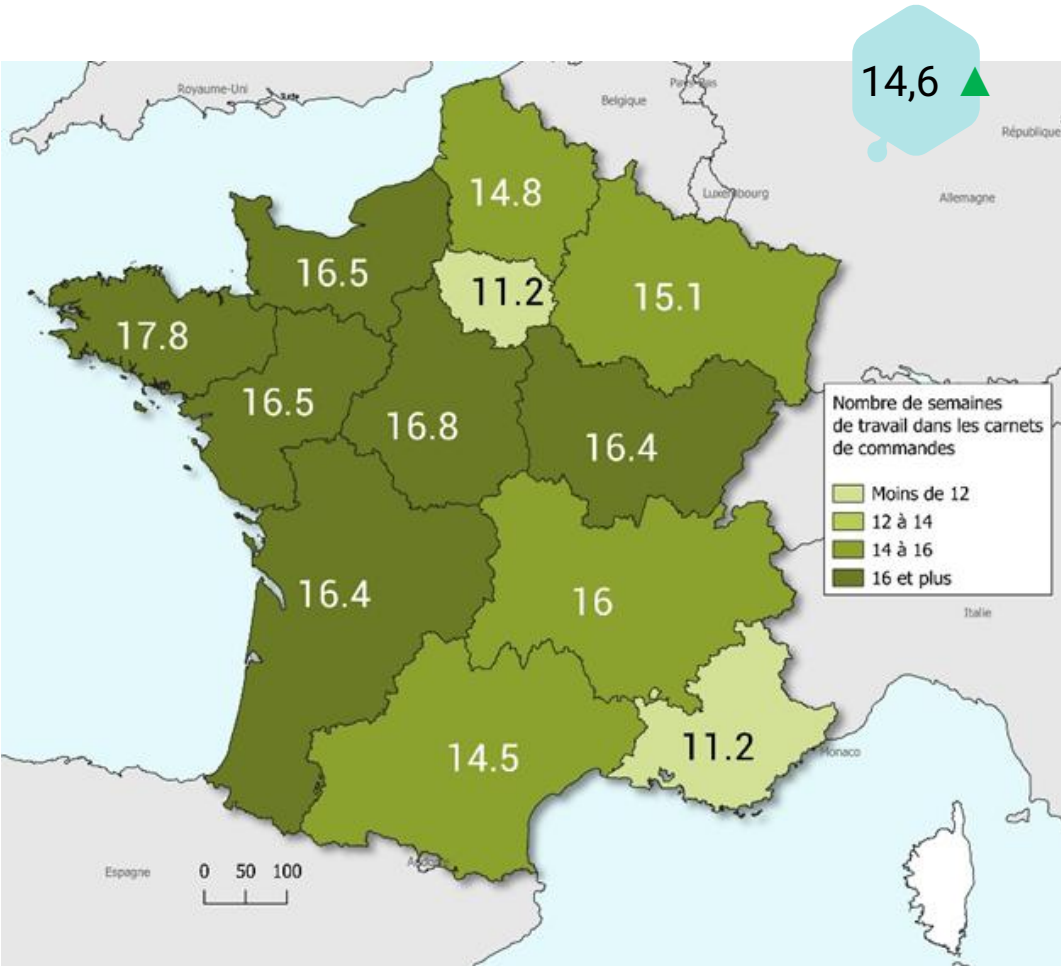 14,6
Royaume-Uni
Belgique
Pays-Bas
République
Luxembourg
Allemagne
14.8
16.5
11.2
15.1
17.8
16.5
16.8
16.4
Nombre de semaines
de travail dans les carnets
de commandes
Moins de 12
12 à 14
14 à 16
16 et plus
16.4
16
Italie
14.5
11.2
Monaco
Espagne
0 50 100